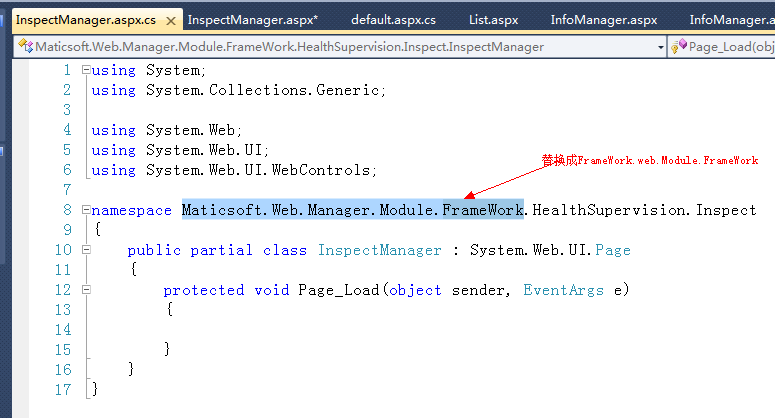 InspectManager.aspx.cs InspectManager.aspx* default.aspx.cs List.aspx InfoManager.aspx InfoManager.as
Maticsoft.Web.Manager.Module.FrameWork.HealthSupervision.Inspect.InspectManager Page_Load(obj
1 using System;
2 using System.Collections.Generic;
3
4 using System.Web;
5 using System.Web.UI;
替换成FrameWork.web.Module.FrameWork
6 using System.Web.UI.WebControls;
7
8 namespace Maticsoft.Web.Manager.Module.FrameWork.HealthSupervision.Inspect
9 {
10 public partial class InspectManager : System.Web.UI.Page
11 {
12 protected void Page_Load(object sender, EventArgs e)
13 {
14
15 }
16 }
17 }